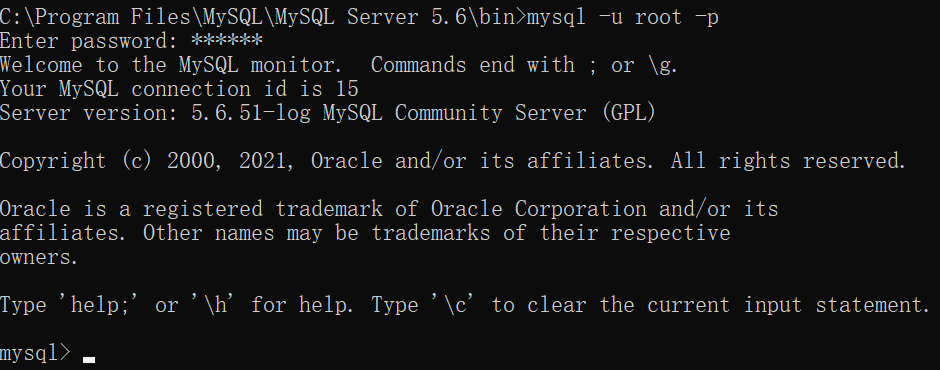 C:\Program Files\MySQL\MySQL Server 5.6\bin>mysql -u root -p
Enter password: ******
Welcome to the MySQL monitor.  Commands end with ; or \g.
Your MySQL connection id is 15
Server version: 5.6.51-log MySQL Community Server (GPL)
Copyright (c) 2000, 2021, Oracle and/or its affiliates. All rights reserved.
Oracle is a registered trademark of Oracle Corporation and/or its
affiliates. Other names may be trademarks of their respective
owners.
Type 'help;' or '\h' for help. Type '\c' to clear the current input statement.
mysql>